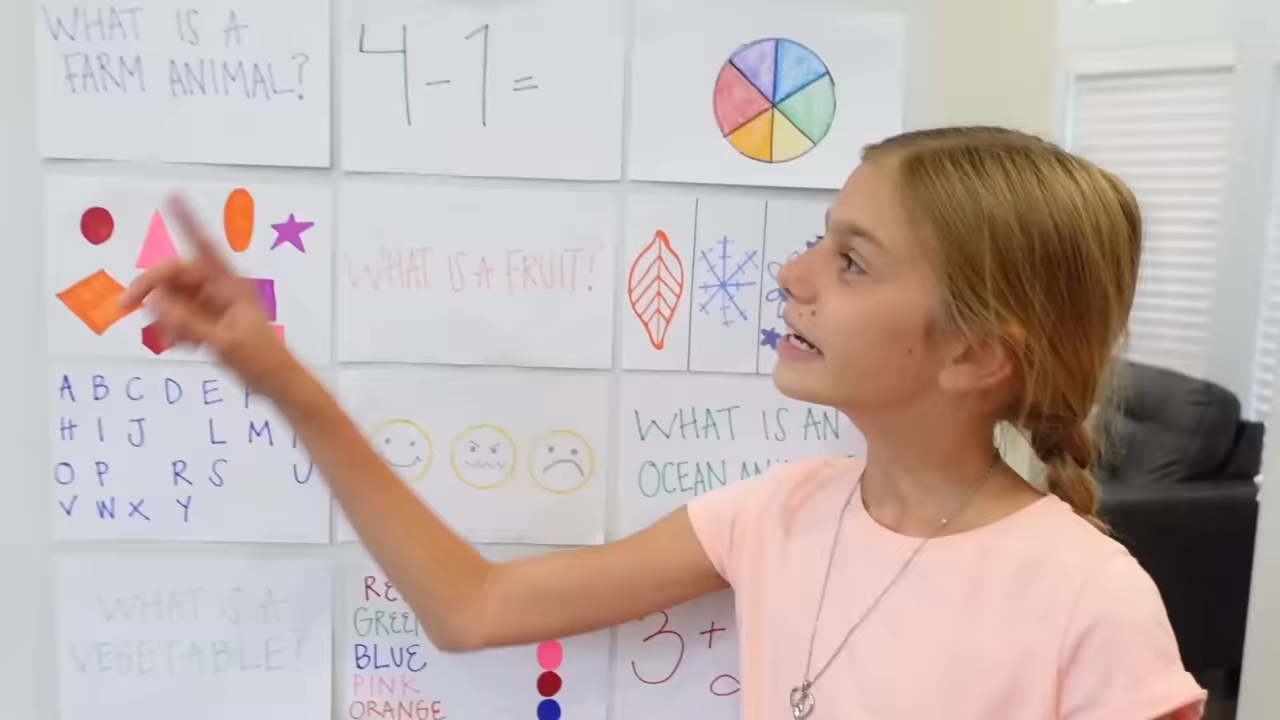 WHAT IS A
FARM ANIMAL?
4 - 1 =
WHAT IS A FRUIT!
A B C D E
H I J L M
O P R S U
V W X Y
WHAT IS AN
OCEAN
WHAT IS A
VEGETABLE?
GREEN
BLUE
PINK
ORANGE
3 +